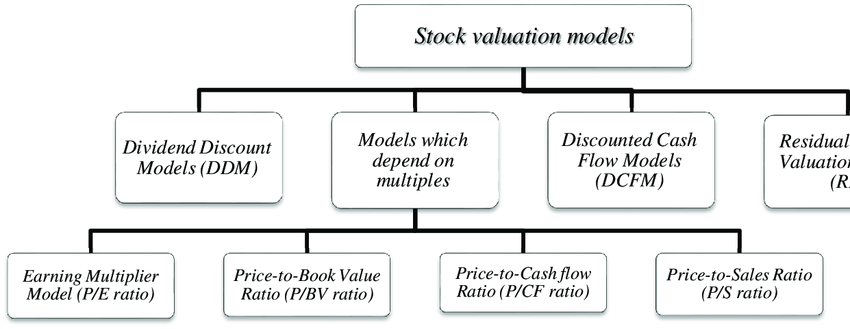 Stock valuation models
Dividend Discount
Models (DDM)
Models which
depend on
multiples
Discounted Cash
Flow Models
(DCFM)
Residual
Valuation
Earning Multiplier
Model (P/E ratio)
Price-to-Book Value
Ratio (P/BV ratio)
Price-to-Cash flow
Ratio (P/CF ratio)
Price-to-Sales Ratio
(P/S ratio)